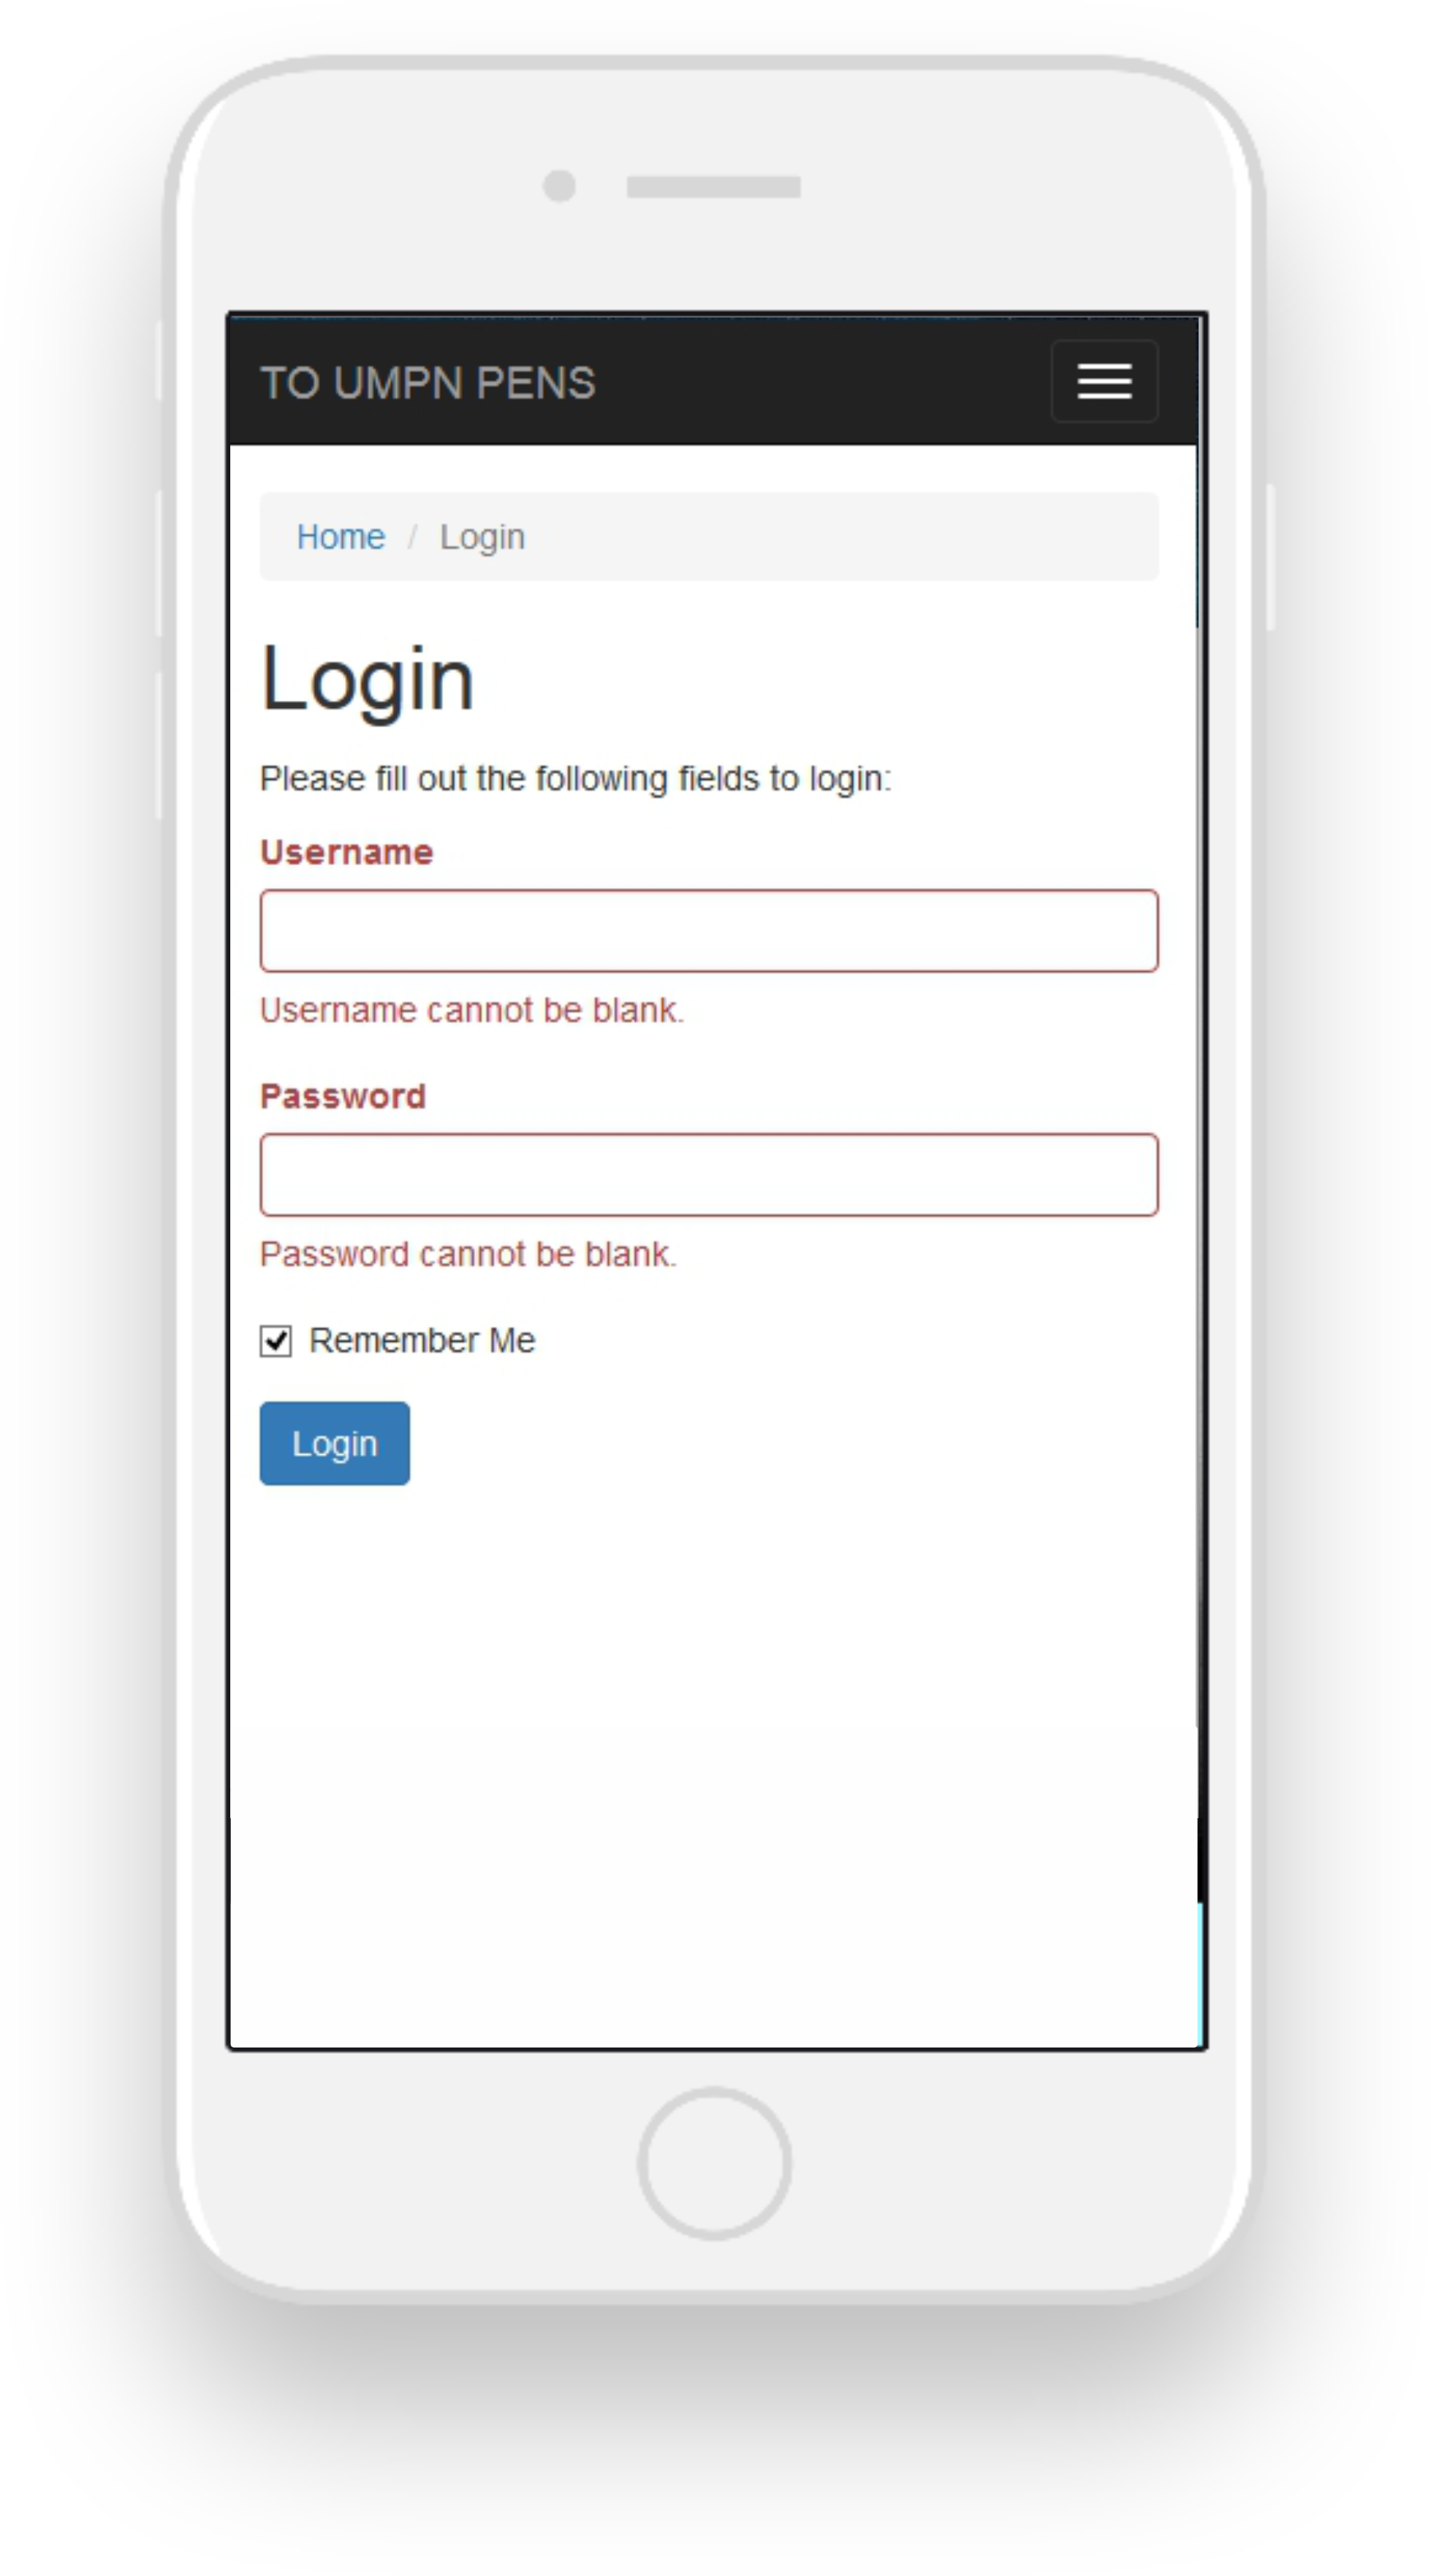 TO UMPN PENS
Home / Login
Login
Please fill out the following fields to login:
Username
Username cannot be blank.
Password
Password cannot be blank.
Remember Me
Login